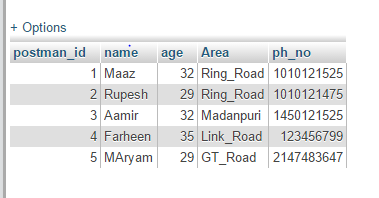 + Options
postman_id name age Area ph_no
1 Maaz 32 Ring_Road 1010121525
2 Rupesh 29 Ring_Road 1010121475
3 Aamir 32 Madanpuri 1450121525
4 Farheen 35 Link_Road 123456799
5 MAryam 29 GT_Road 2147483647